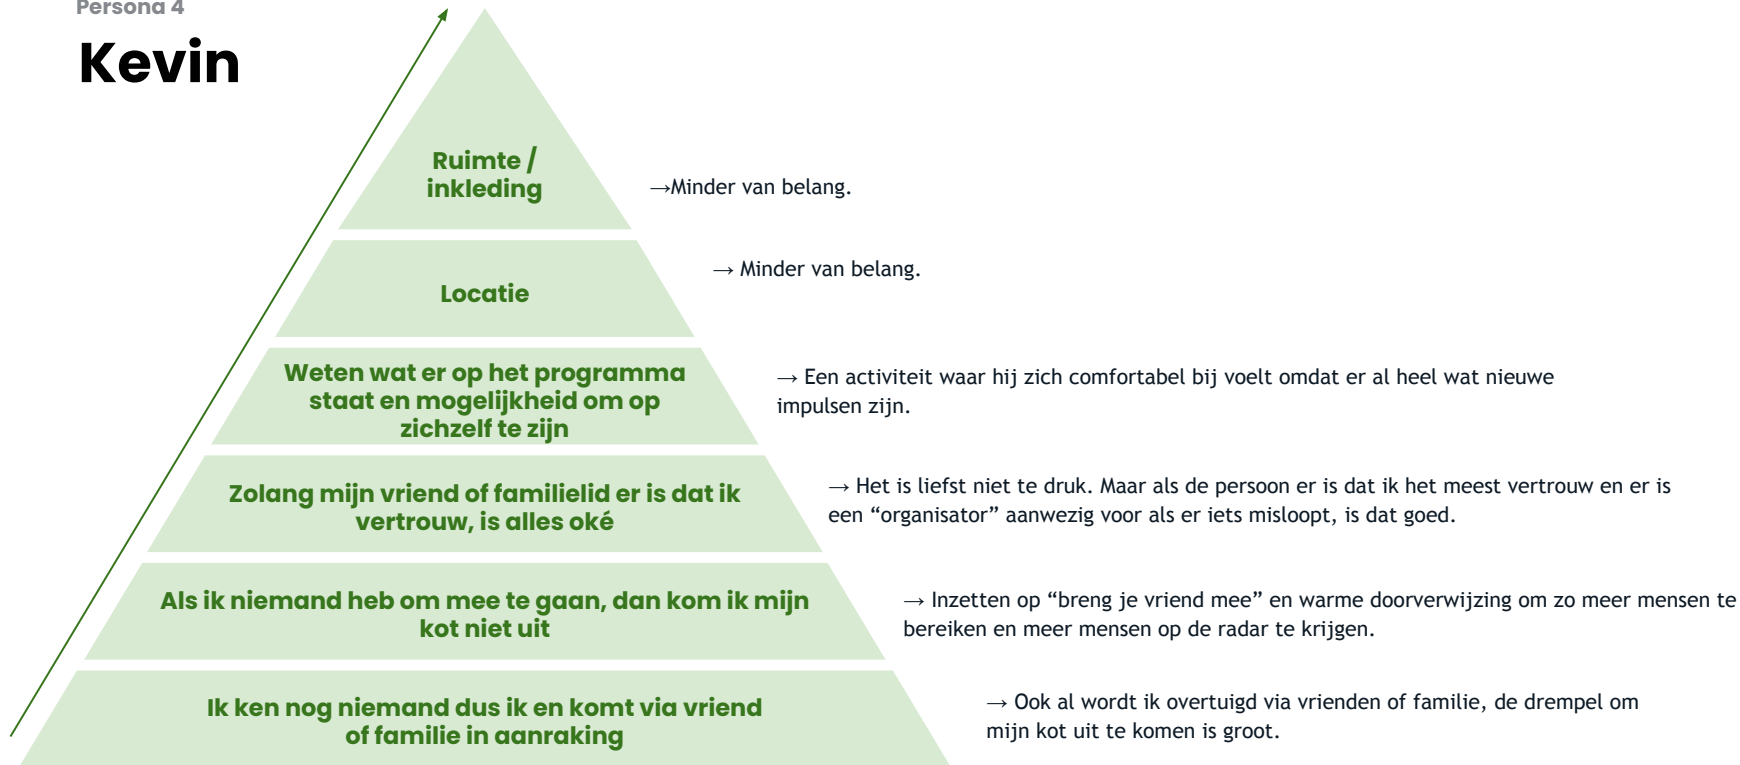 Persona 4
Kevin
Ruimte /
inkleding
→Minder van belang.
Locatie
→ Minder van belang.
Weten wat er op het programma
staat en mogelijkheid om op
zichzelf te zijn
→ Een activiteit waar hij zich comfortabel bij voelt omdat er al heel wat nieuwe
impulsen zijn.
Zolang mijn vriend of familielid er is dat ik
vertrouw, is alles oké
→ Het is liefst niet te druk. Maar als de persoon er is dat ik het meest vertrouw en er is
een “organisator” aanwezig voor als er iets misloopt, is dat goed.
Als ik niemand heb om mee te gaan, dan kom ik mijn
kot niet uit
→ Inzetten op “breng je vriend mee” en warme doorverwijzing om zo meer mensen te
bereiken en meer mensen op de radar te krijgen.
Ik ken nog niemand dus ik en komt via vriend
of familie in aanraking
→ Ook al wordt ik overtuigd via vrienden of familie, de drempel om
mijn kot uit te komen is groot.